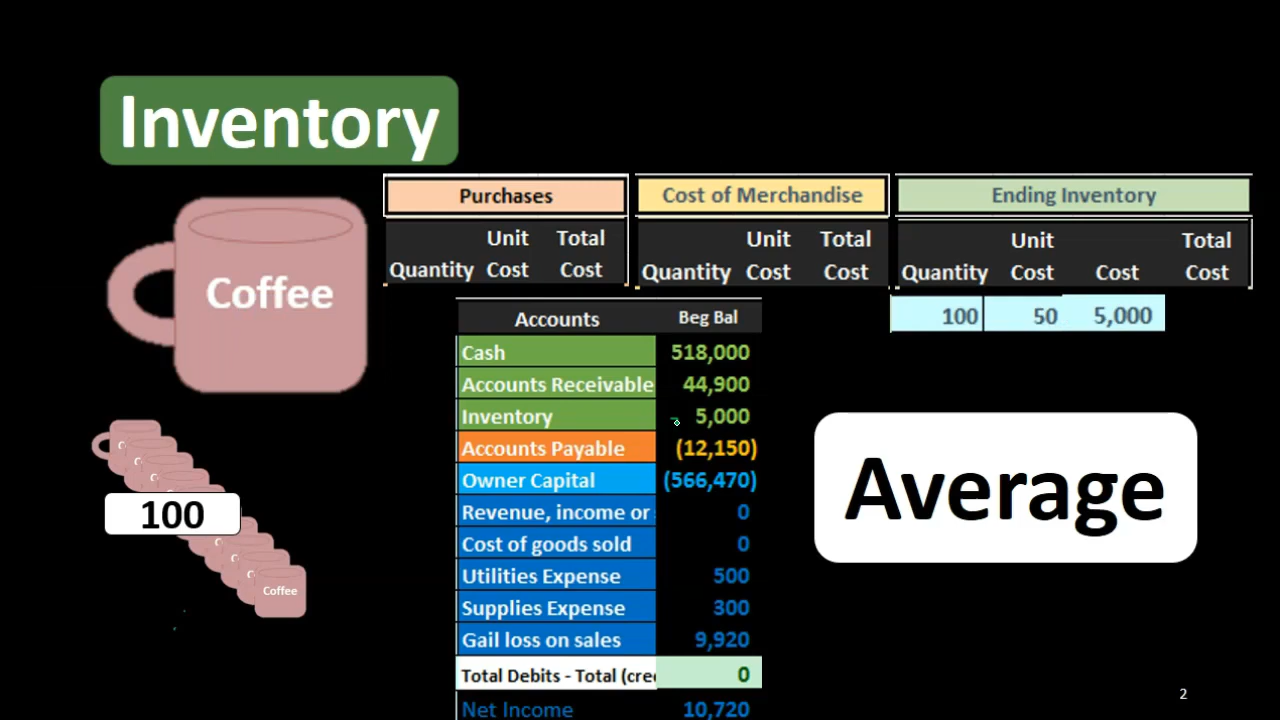 Inventory
Purchases Cost of Merchandise Ending Inventory
Unit Total Unit Total Unit Total
Quantity Cost Cost Quantity Cost Cost Quantity Cost Cost Cost
100 50 5,000
Coffee
Accounts Beg Bal
Cash 518,000
Accounts Receivable 44,900
Inventory 5,000
Accounts Payable (12,150)
Owner Capital (566,470)
Revenue, income or
Cost of goods sold 0
Utilities Expense 500
Supplies Expense 300
Gail loss on sales 9,920
Total Debits - Total (cre 0
Net Income 10,720
100
Coffee
Average
2